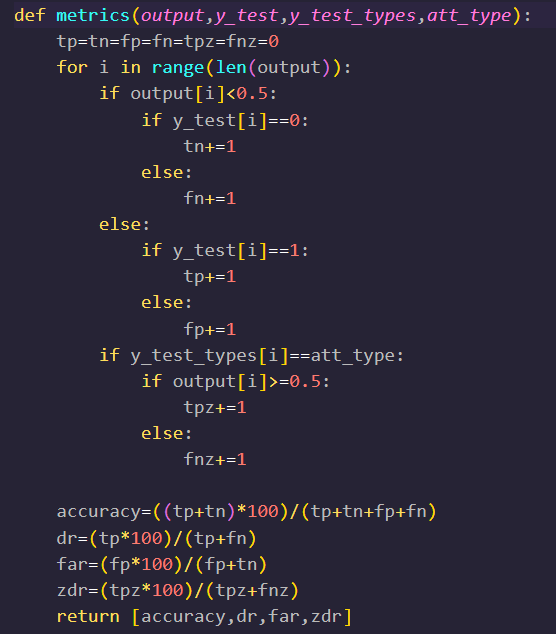 def metrics(output,y_test,y_test_types,att_type):
    tp=tn=fp=fn=tpz=fnz=0
    for i in range(len(output)):
        if output[i]<0.5:
            if y_test[i]==0:
                tn+=1
            else:
                fn+=1
        else:
            if y_test[i]==1:
                tp+=1
            else:
                fp+=1
        if y_test_types[i]==att_type:
            if output[i]>=0.5:
                tpz+=1
            else:
                fnz+=1

    accuracy=((tp+tn)*100)/(tp+tn+fp+fn)
    dr=(tp*100)/(tp+fn)
    far=(fp*100)/(fp+tn)
    zdr=(tpz*100)/(tpz+fnz)
    return [accuracy,dr,far,zdr]